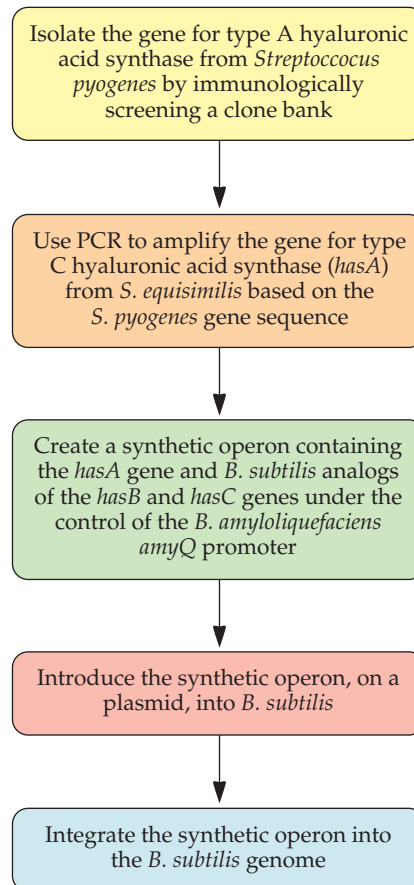 Isolate the gene for type A hyaluronic
acid synthase from Streptoccocus
pyogenes by immunologically
screening a clone bank
Use PCR to amplify the gene for type
C hyaluronic acid synthase (hasA)
from S. equisimilis based on the
S. pyogenes gene sequence
Create a synthetic operon containing
the hasA gene and B. subtilis analogs
of the hasB and hasC genes under the
control of the B. amyloliquefaciens
amyQ promoter
Introduce the synthetic operon, on a
plasmid, into B. subtilis
Integrate the synthetic operon into
the B. subtilis genome